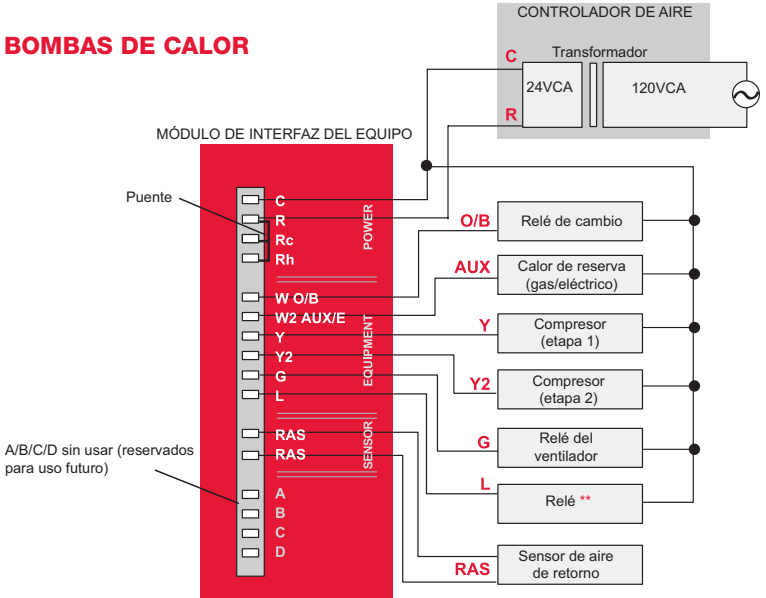 CONTROLADOR DE AIRE
BOMBAS DE CALOR
C
Transformador
24VCA
120VCA
R
MÓDULO DE INTERFAZ DEL EQUIPO
Puente
C
R
Rc
Rh
POWER
W O/B
W2 AUX/E
Y
Y2
G
L
EQUIPMENT
RAS
RAS
SENSOR
A/B/C/D sin usar (reservados
para uso futuro)
A
B
C
D
O/B
Relé de cambio
AUX
Calor de reserva
(gas/eléctrico)
Y
Compresor
(etapa 1)
Y2
Compresor
(etapa 2)
G
Relé del
ventilador
L
Relé **
RAS
Sensor de aire
de retorno